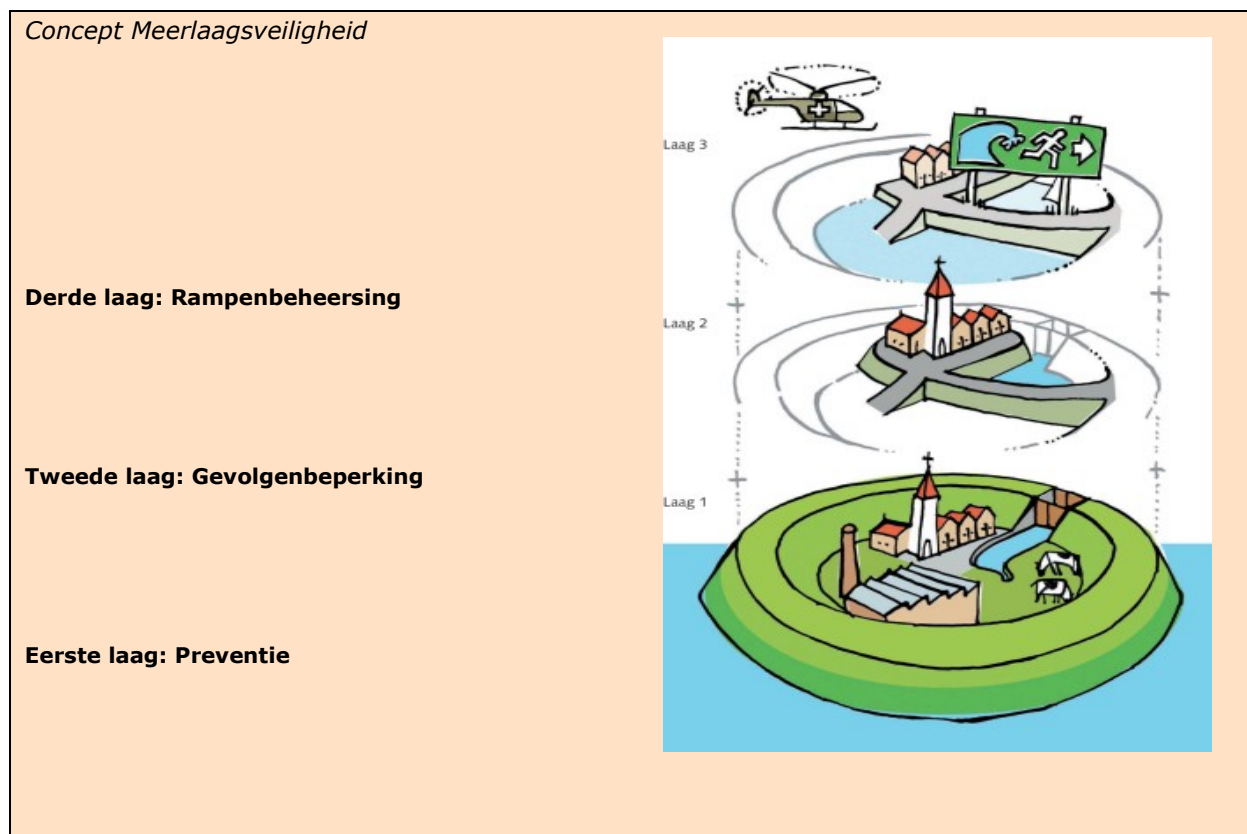 Concept Meerlaagsveiligheid
Laag 3
Derde laag: Rampenbeheersing
Laag 2
Tweede laag: Gevolgenbeperking
Laag 1
Eerste laag: Preventie